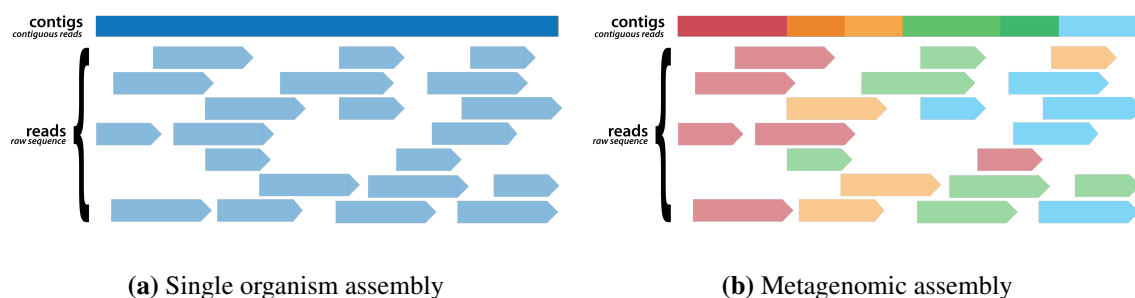 contigs
contiguous reads
reads
raw sequence
(a) Single organism assembly
contigs
contiguous reads
reads
raw sequence
(b) Metagenomic assembly